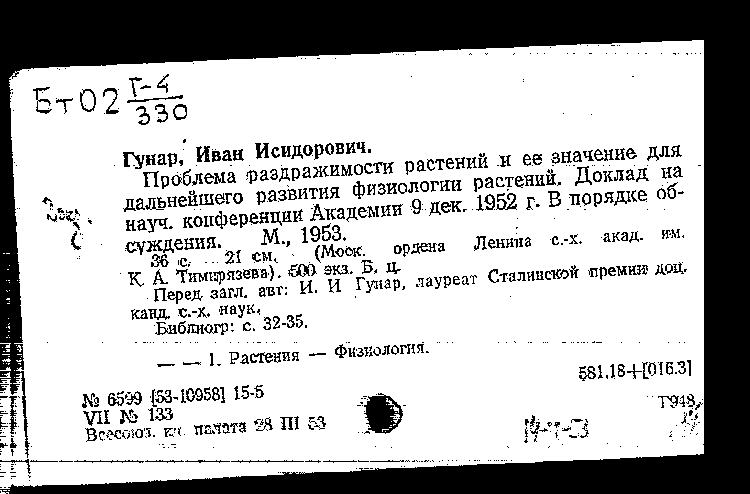 Бт02 Г-4
330
Гунар, Иван Исидорович.
Проблема раздражимости растений и ее значение для
дальнейшего развития физиологии растений. Доклад на
науч. конференции Академии 9 дек. 1952 г. В порядке об-
суждения. М., 1953.
36 с. 21 см. (Моск. ордена Ленина с.-х. акад. им.
К. А. Тимирязева). 500 экз. Б. ц.
Перед загл. авт: И. И Гунар, лауреат Сталинской премии доц.
канд. с.-х. наук.
Библиогр: с. 32-35.
— — 1. Растения — Физиология.
581.18+[016.3]
№ 6599 [53-10958] 15-5
VII № 133
Т948
Всесоюз. кн. палата 28 III 53